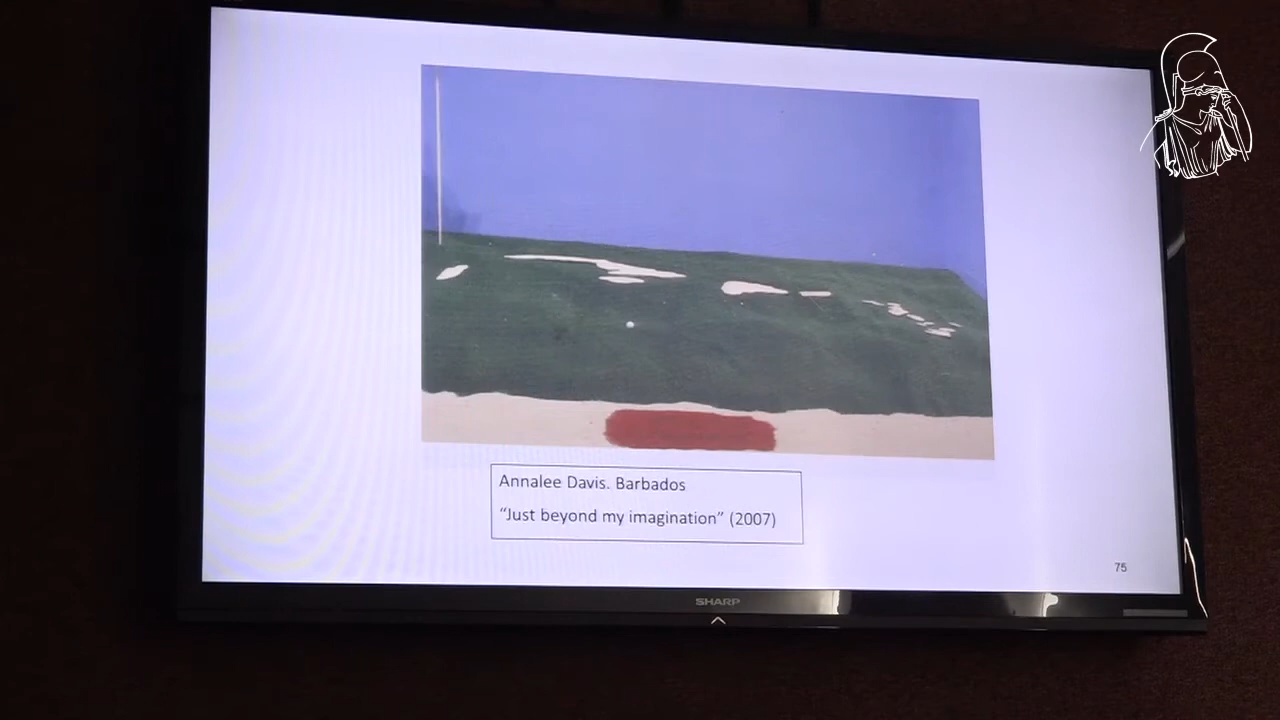 Annalee Davis. Barbados
“Just beyond my imagination” (2007)
75
SHARP